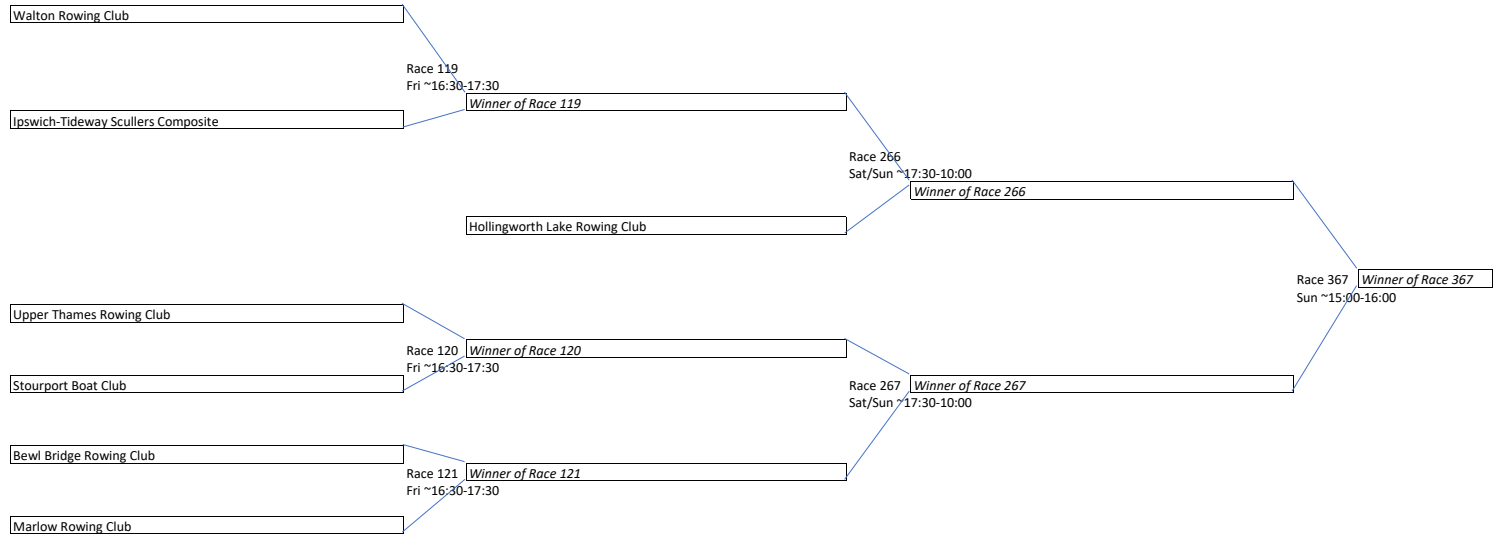 Walton Rowing Club
Race 119
Fri ~16:30-17:30
Winner of Race 119
Ipswich-Tideway Scullers Composite
Race 266
Sat/Sun ~17:30-10:00
Winner of Race 266
Hollingworth Lake Rowing Club
Race 367
Winner of Race 367
Sun ~15:00-16:00
Upper Thames Rowing Club
Race 120
Winner of Race 120
Fri ~16:30-17:30
Stourport Boat Club
Race 267
Winner of Race 267
Sat/Sun ~17:30-10:00
Bewl Bridge Rowing Club
Race 121
Winner of Race 121
Fri ~16:30-17:30
Marlow Rowing Club